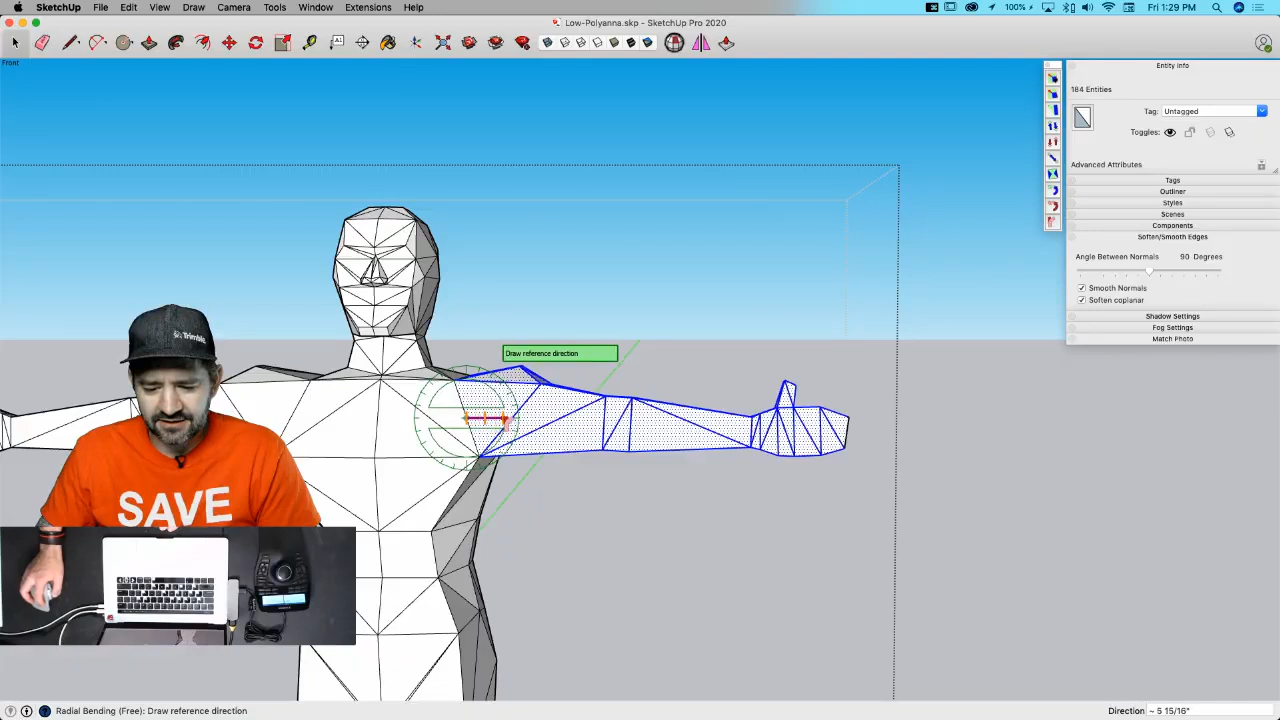 SketchUp File Edit View Draw Camera Tools Window Extensions Help
100% Fri 1:29 PM
Low-Polyanna.skp - SketchUp Pro 2020
Front
Entity Info
184 Entities
Tag: Untagged
Toggles:
Advanced Attributes
Tags
Outliner
Styles
Scenes
Components
Soften/Smooth Edges
Angle Between Normals 90 Degrees
Smooth Normals
Soften coplanar
Shadow Settings
Fog Settings
Match Photo
Draw reference direction
Trimble
SAVE
Radial Bending (Free): Draw reference direction
Direction ~ 5 15/16"